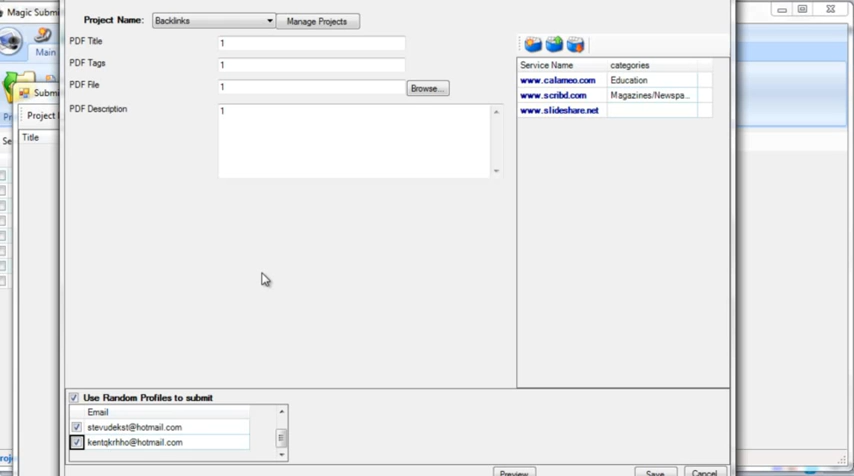 Magic Submi
Project Name: Backlinks Manage Projects
Main
PDF Title 1
PDF Tags 1
Service Name categories
PDF File 1 Browse...
www.calameo.com Education
Submi
www.scribd.com Magazines/Newspa...
PDF Description 1
www.slideshare.net
Project
Title
Se
Use Random Profiles to submit
Email
stevudekst@hotmail.com
kentqkrhho@hotmail.com
roje
Preview Save Cancel